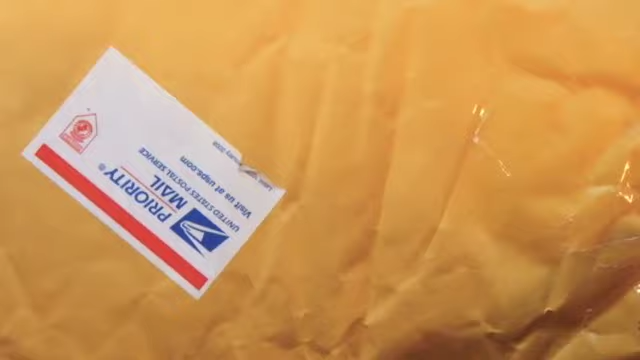 PRIORITY®
MAIL
UNITED STATES POSTAL SERVICE
Visit us at usps.com